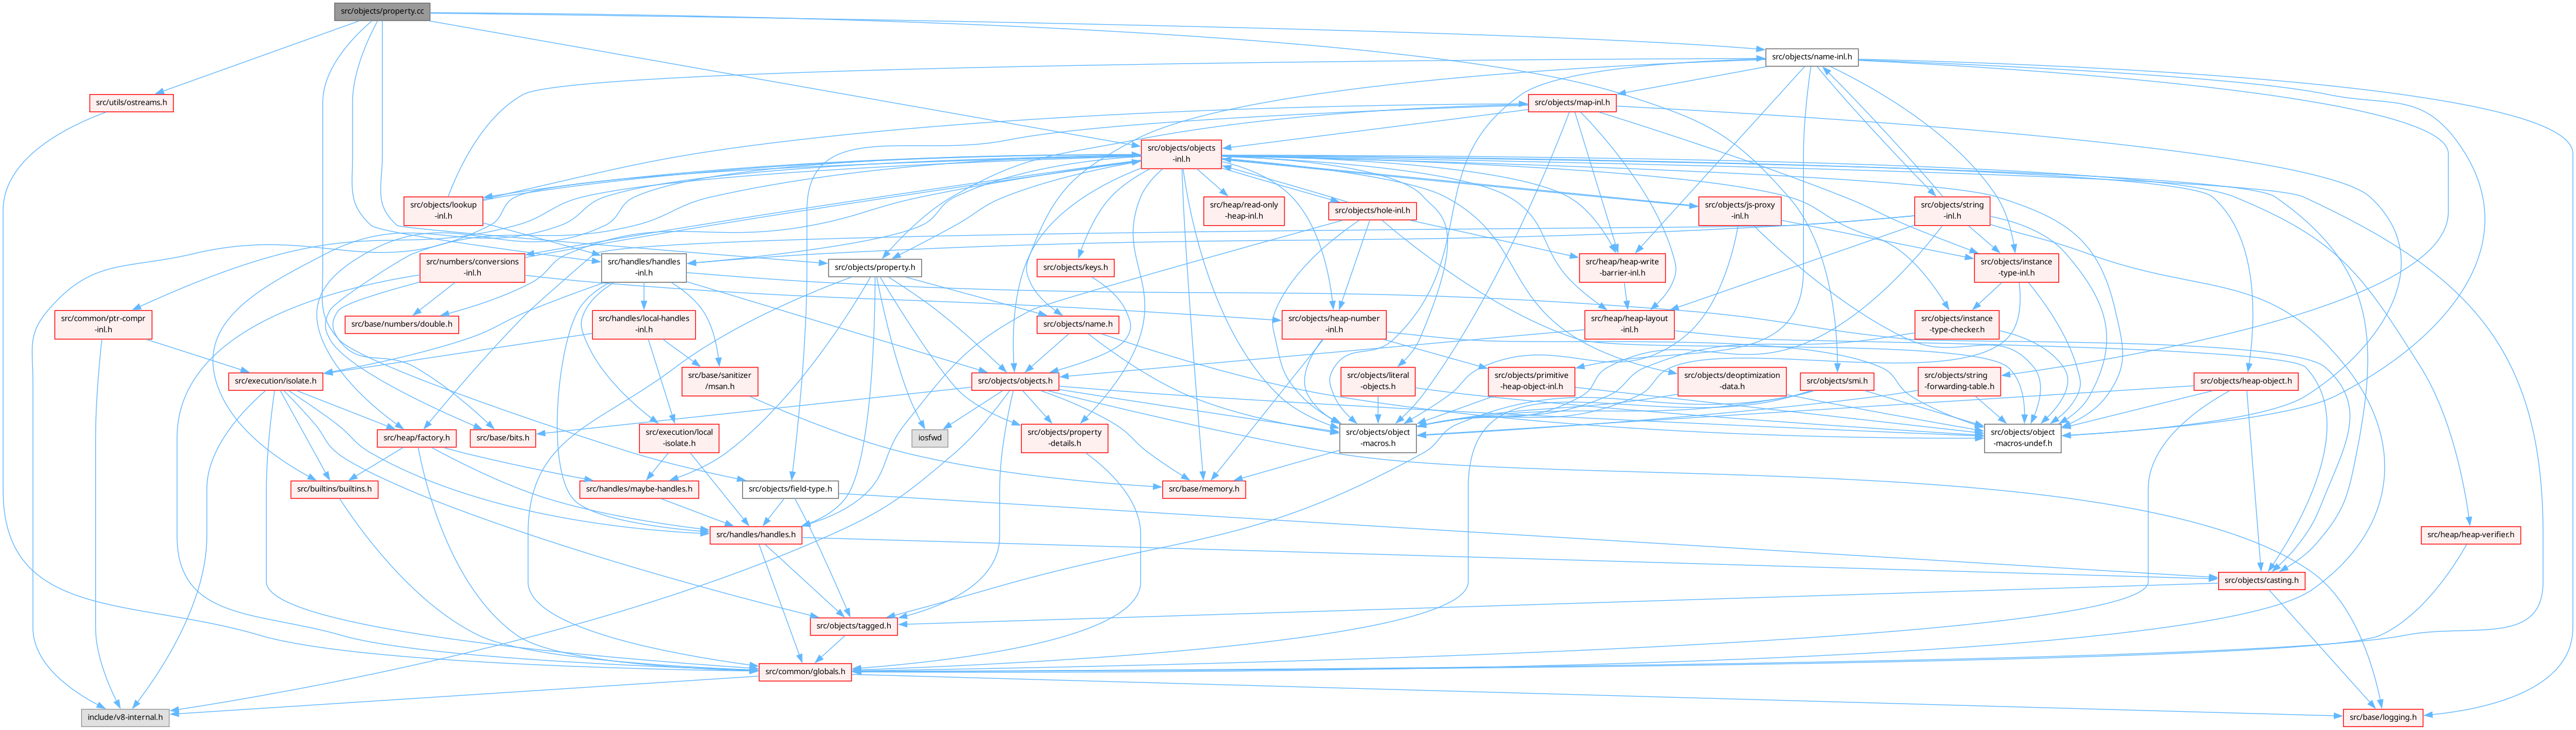 src/objects/property.cc
src/objects/name-inl.h
src/utils/ostreams.h
src/objects/map-inl.h
src/objects/objects
-inl.h
src/objects/lookup
-inl.h
src/heap/read-only
-heap-inl.h
src/objects/hole-inl.h
src/objects/js-proxy
-inl.h
src/objects/string
-inl.h
src/numbers/conversions
-inl.h
src/handles/handles
-inl.h
src/objects/property.h
src/objects/keys.h
src/heap/heap-write
-barrier-inl.h
src/objects/instance
-type-inl.h
src/common/ptr-compr
-inl.h
src/base/numbers/double.h
src/handles/local-handles
-inl.h
src/objects/name.h
src/objects/heap-number
-inl.h
src/heap/heap-layout
-inl.h
src/objects/instance
-type-checker.h
src/execution/isolate.h
src/base/sanitizer
/msan.h
src/objects/objects.h
src/objects/literal
-objects.h
src/objects/primitive
-heap-object-inl.h
src/objects/deoptimization
-data.h
src/objects/smi.h
src/objects/string
-forwarding-table.h
src/objects/heap-object.h
src/heap/factory.h
src/base/bits.h
src/execution/local
-isolate.h
iosfwd
src/objects/property
-details.h
src/objects/object
-macros.h
src/objects/object
-macros-undef.h
src/builtins/builtins.h
src/handles/maybe-handles.h
src/objects/field-type.h
src/base/memory.h
src/handles/handles.h
src/heap/heap-verifier.h
src/objects/casting.h
src/objects/tagged.h
src/common/globals.h
include/v8-internal.h
src/base/logging.h